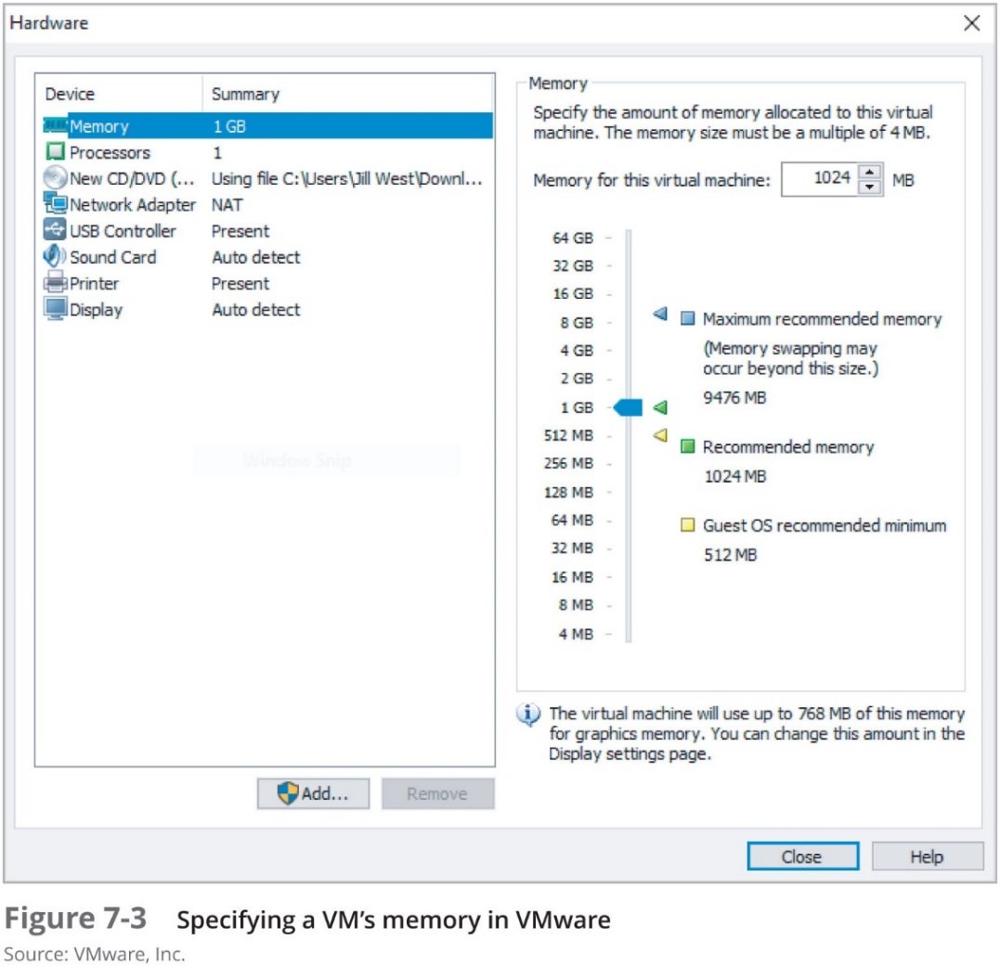 Hardware
Device Summary
Memory 1 GB
Processors 1
New CD/DVD (... Using file C:\Users\Jill West\Downl...
Network Adapter NAT
USB Controller Present
Sound Card Auto detect
Printer Present
Display Auto detect
Window Snip
Add...
Remove
Memory
Specify the amount of memory allocated to this virtual
machine. The memory size must be a multiple of 4 MB.
Memory for this virtual machine: 1024 MB
64 GB
32 GB
16 GB
8 GB
4 GB
2 GB
1 GB
512 MB
256 MB
128 MB
64 MB
32 MB
16 MB
8 MB
4 MB
Maximum recommended memory
(Memory swapping may
occur beyond this size.)
9476 MB
Recommended memory
1024 MB
Guest OS recommended minimum
512 MB
The virtual machine will use up to 768 MB of this memory
for graphics memory. You can change this amount in the
Display settings page.
Close
Help
Figure 7-3 Specifying a VM's memory in VMware
Source: VMware, Inc.